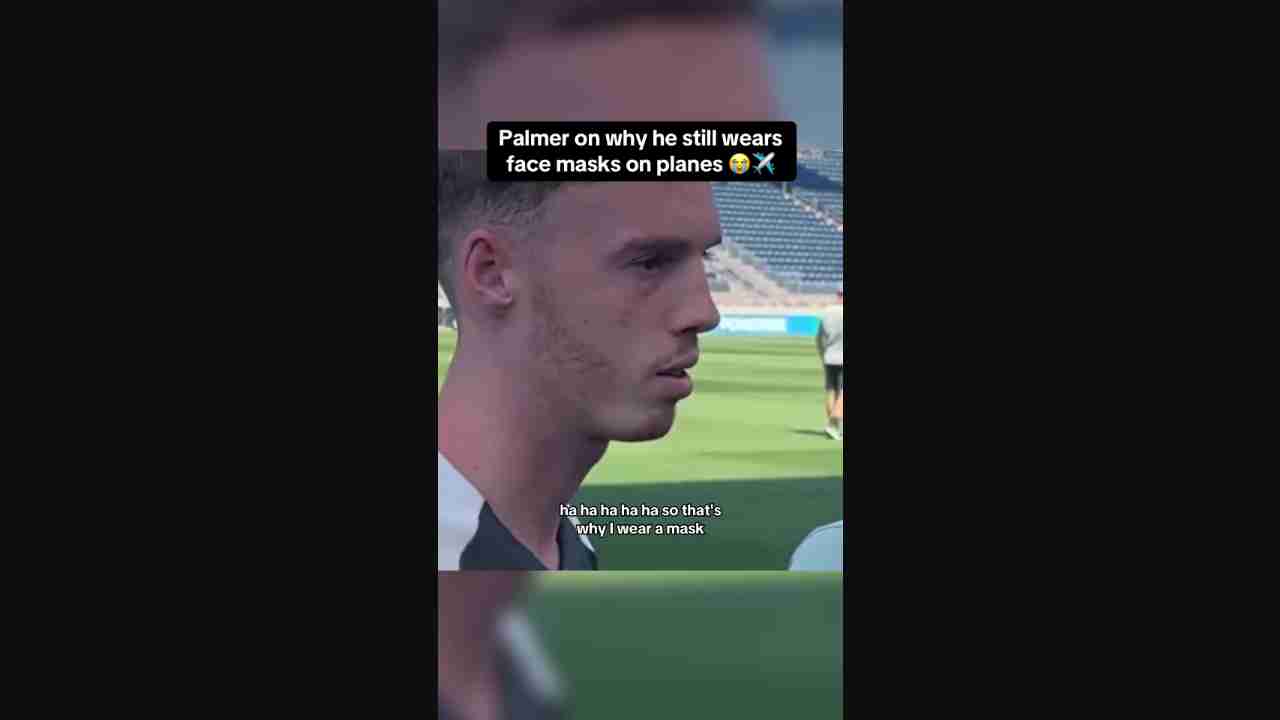 Palmer on why he still wears
face masks on planes 😭✈️
ha ha ha ha ha so that's
why I wear a mask